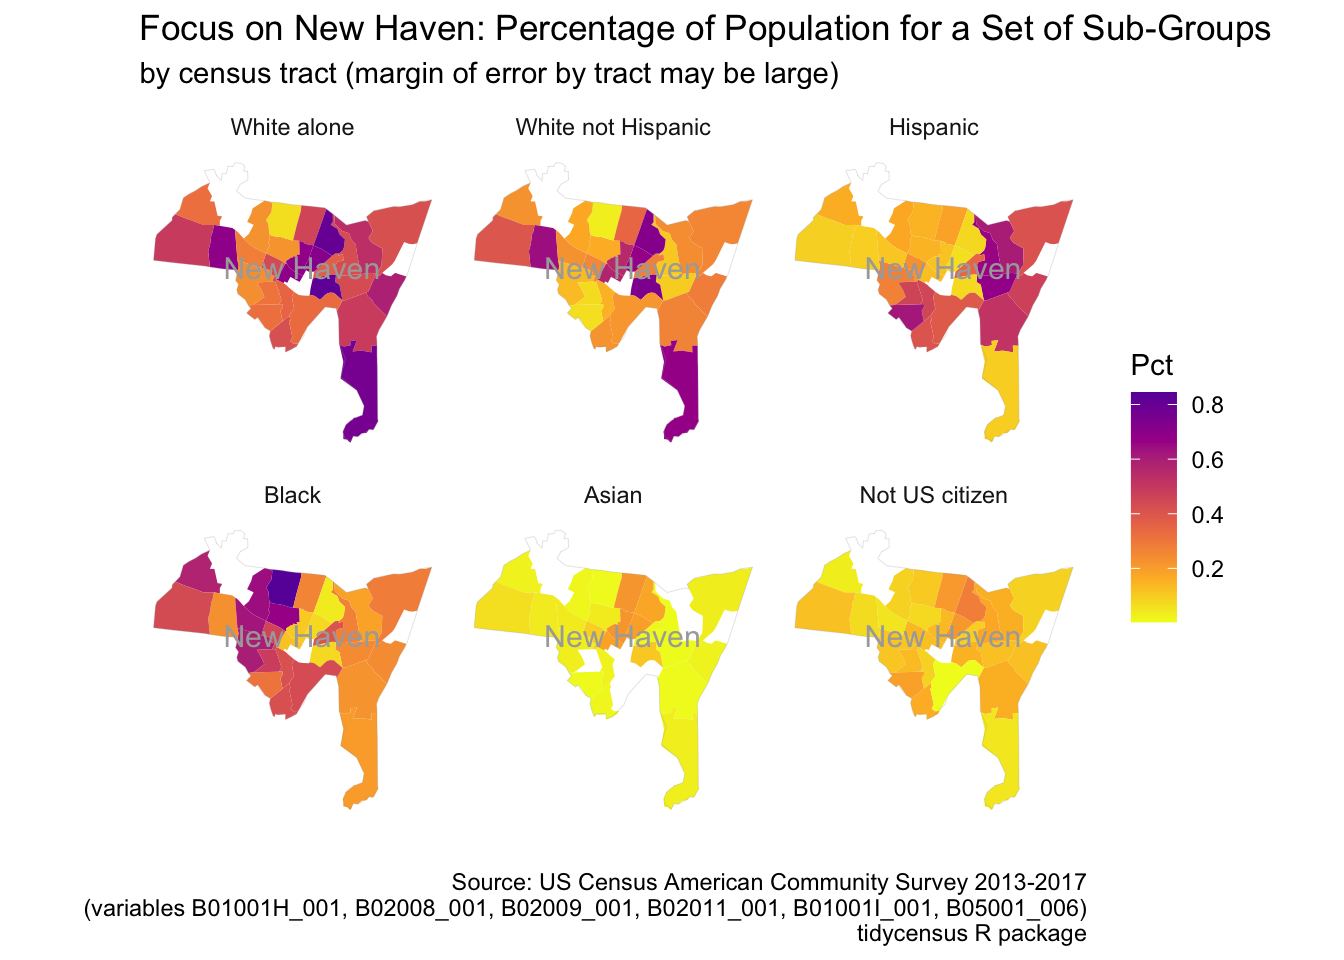 Focus on New Haven: Percentage of Population for a Set of Sub-Groups
by census tract (margin of error by tract may be large)
White alone
White not Hispanic
Hispanic
New Haven
New Haven
New Haven
Pct
0.8
0.6
0.4
0.2
Black
Asian
Not US citizen
New Haven
New Haven
New Haven
Source: US Census American Community Survey 2013-2017
(variables B01001H_001, B02008_001, B02009_001, B02011_001, B01001I_001, B05001_006)
tidycensus R package